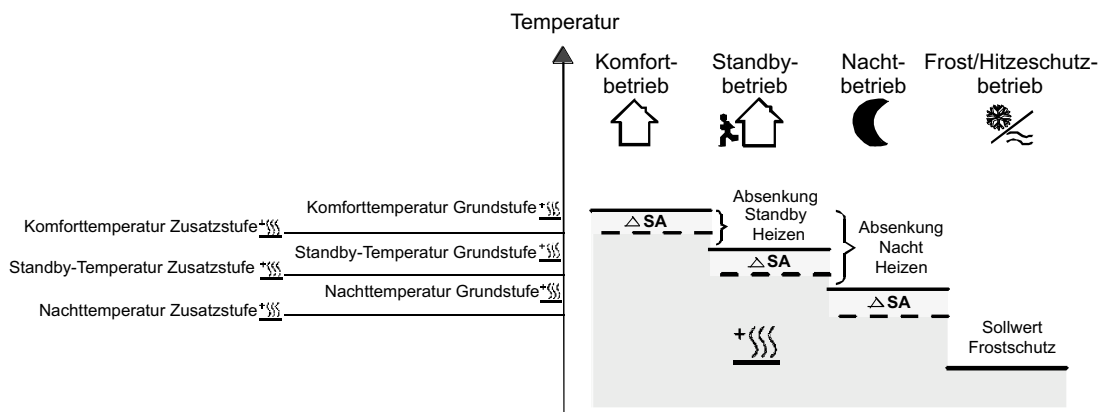 Temperatur
Komfort-
betrieb
Standby-
betrieb
Nacht-
betrieb
Frost/Hitzeschutz-
betrieb
Komforttemperatur Grundstufe
Komforttemperatur Zusatzstufe
Standby-Temperatur Grundstufe
Standby-Temperatur Zusatzstufe
Nachttemperatur Grundstufe
Nachttemperatur Zusatzstufe
△ SA
Absenkung
Standby
Heizen
△ SA
Absenkung
Nacht
Heizen
△ SA
Sollwert
Frostschutz